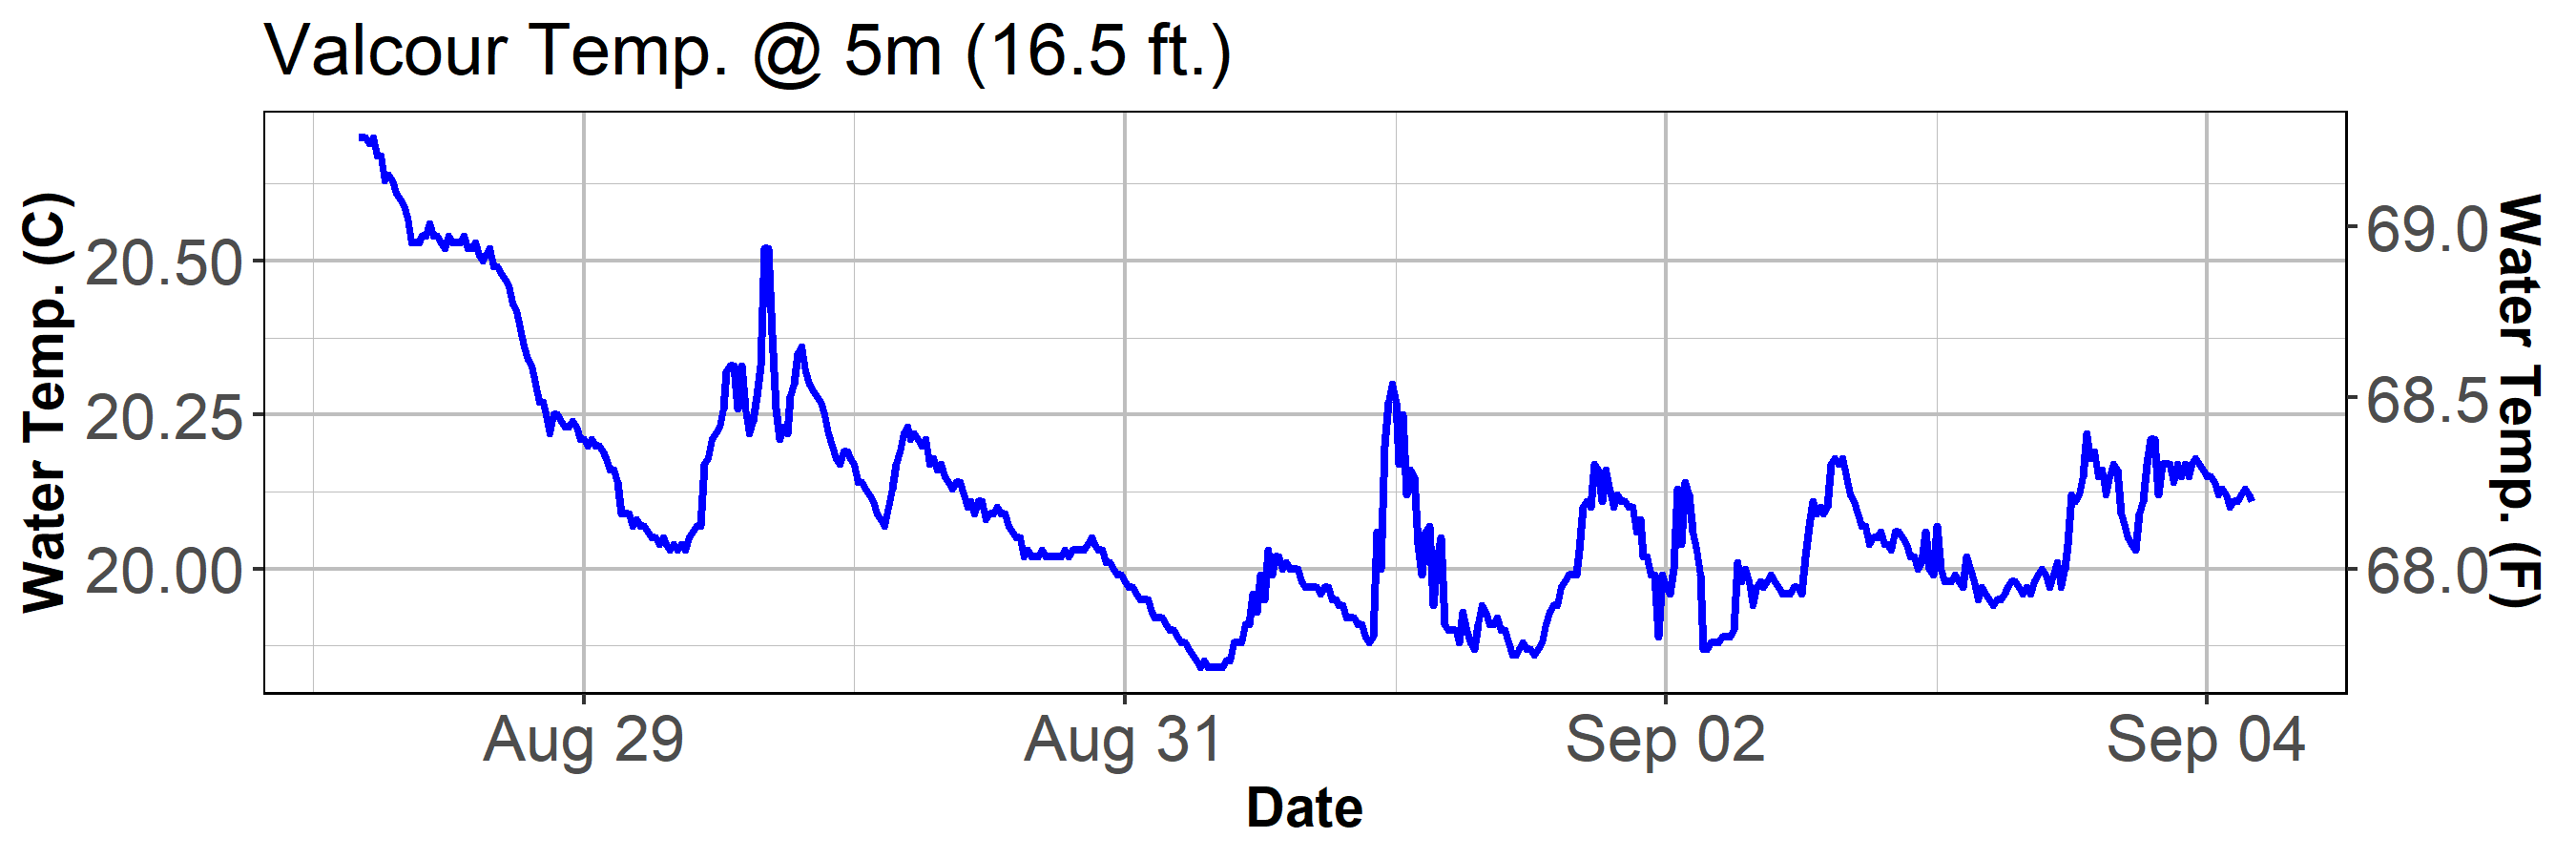 Valcour Temp. @ 5m (16.5 ft.)
Water Temp. (C)
20.50
20.25
20.00
69.0
68.5
68.0
Water Temp. (F)
Aug 29
Aug 31
Sep 02
Sep 04
Date